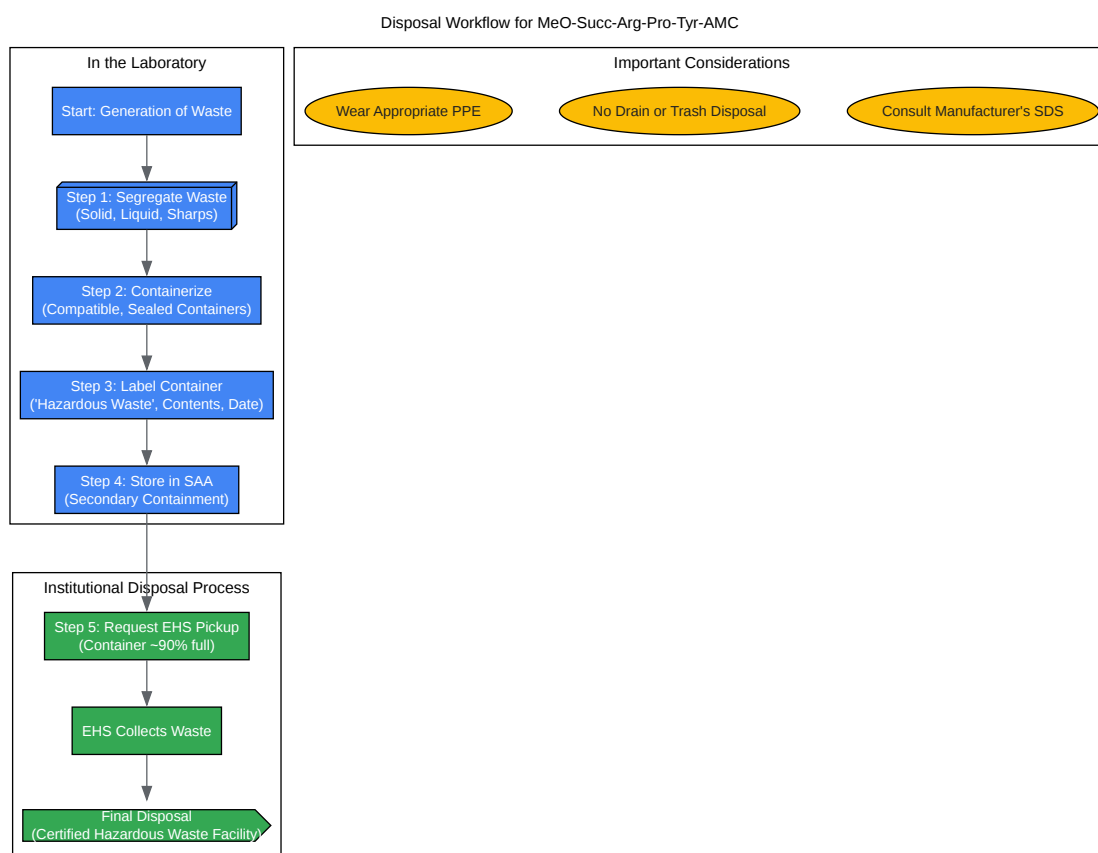 Disposal Workflow for MeO-Succ-Arg-Pro-Tyr-AMC
In the Laboratory
Start: Generation of Waste
Step 1: Segregate Waste
(Solid, Liquid, Sharps)
Step 2: Containerize
(Compatible, Sealed Containers)
Step 3: Label Container
('Hazardous Waste', Contents, Date)
Step 4: Store in SAA
(Secondary Containment)
Institutional Disposal Process
Step 5: Request EHS Pickup
(Container ~90% full)
EHS Collects Waste
Final Disposal
(Certified Hazardous Waste Facility)
Important Considerations
Wear Appropriate PPE
No Drain or Trash Disposal
Consult Manufacturer's SDS